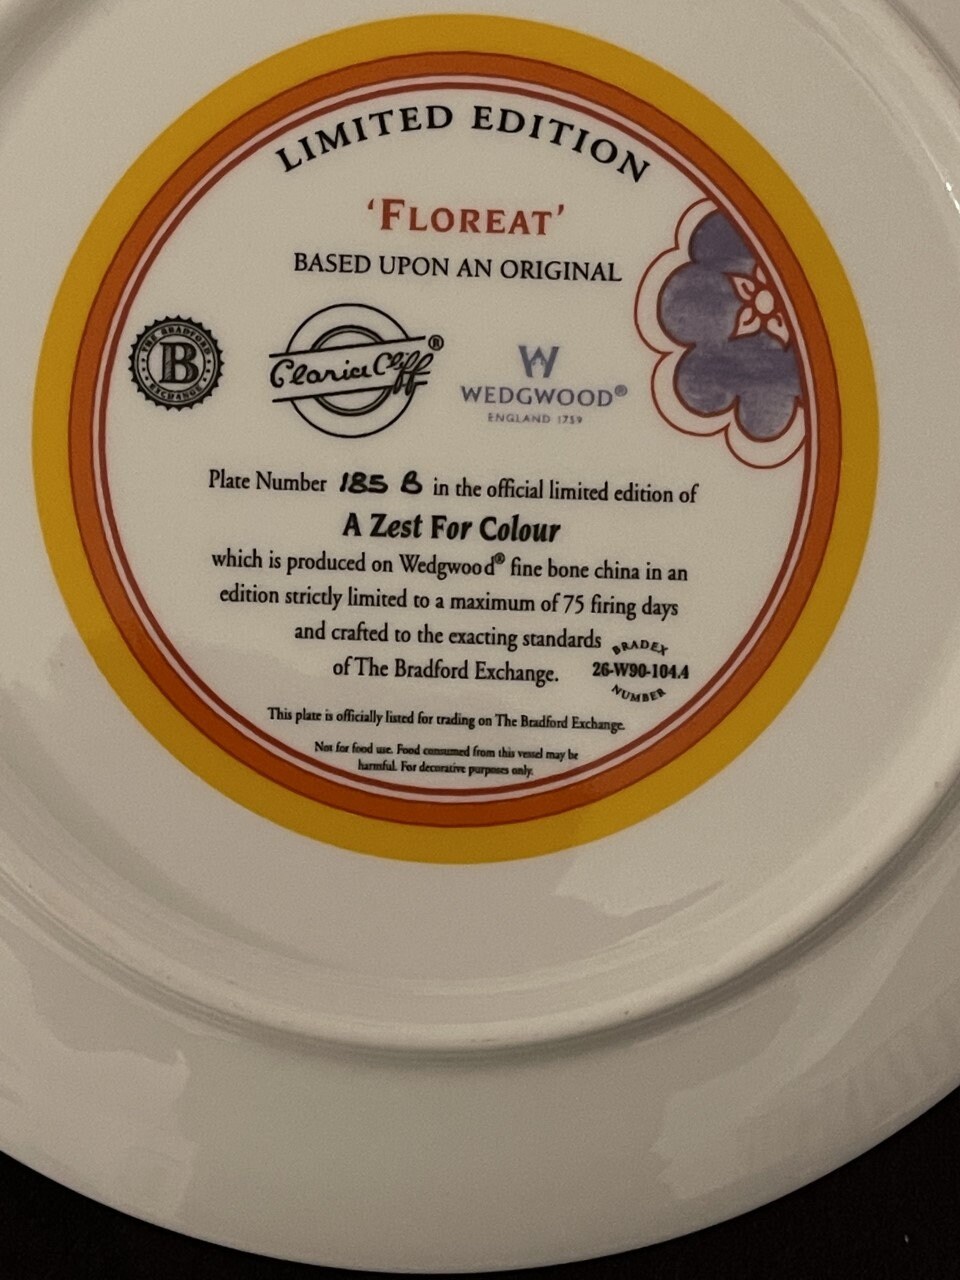 LIMITED EDITION
'FLOREAT'
BASED UPON AN ORIGINAL
THE BRADFORD
B
EXCHANGE
Clarice Cliff®
W
WEDGWOOD®
ENGLAND 1759
Plate Number 185 B in the official limited edition of
A Zest For Colour
which is produced on Wedgwood® fine bone china in an
edition strictly limited to a maximum of 75 firing days
and crafted to the exacting standards
of The Bradford Exchange.
BRADEX
26-W90-104.4
NUMBER
This plate is officially listed for trading on The Bradford Exchange.
Not for food use. Food consumed from this vessel may be
harmful. For decorative purposes only.